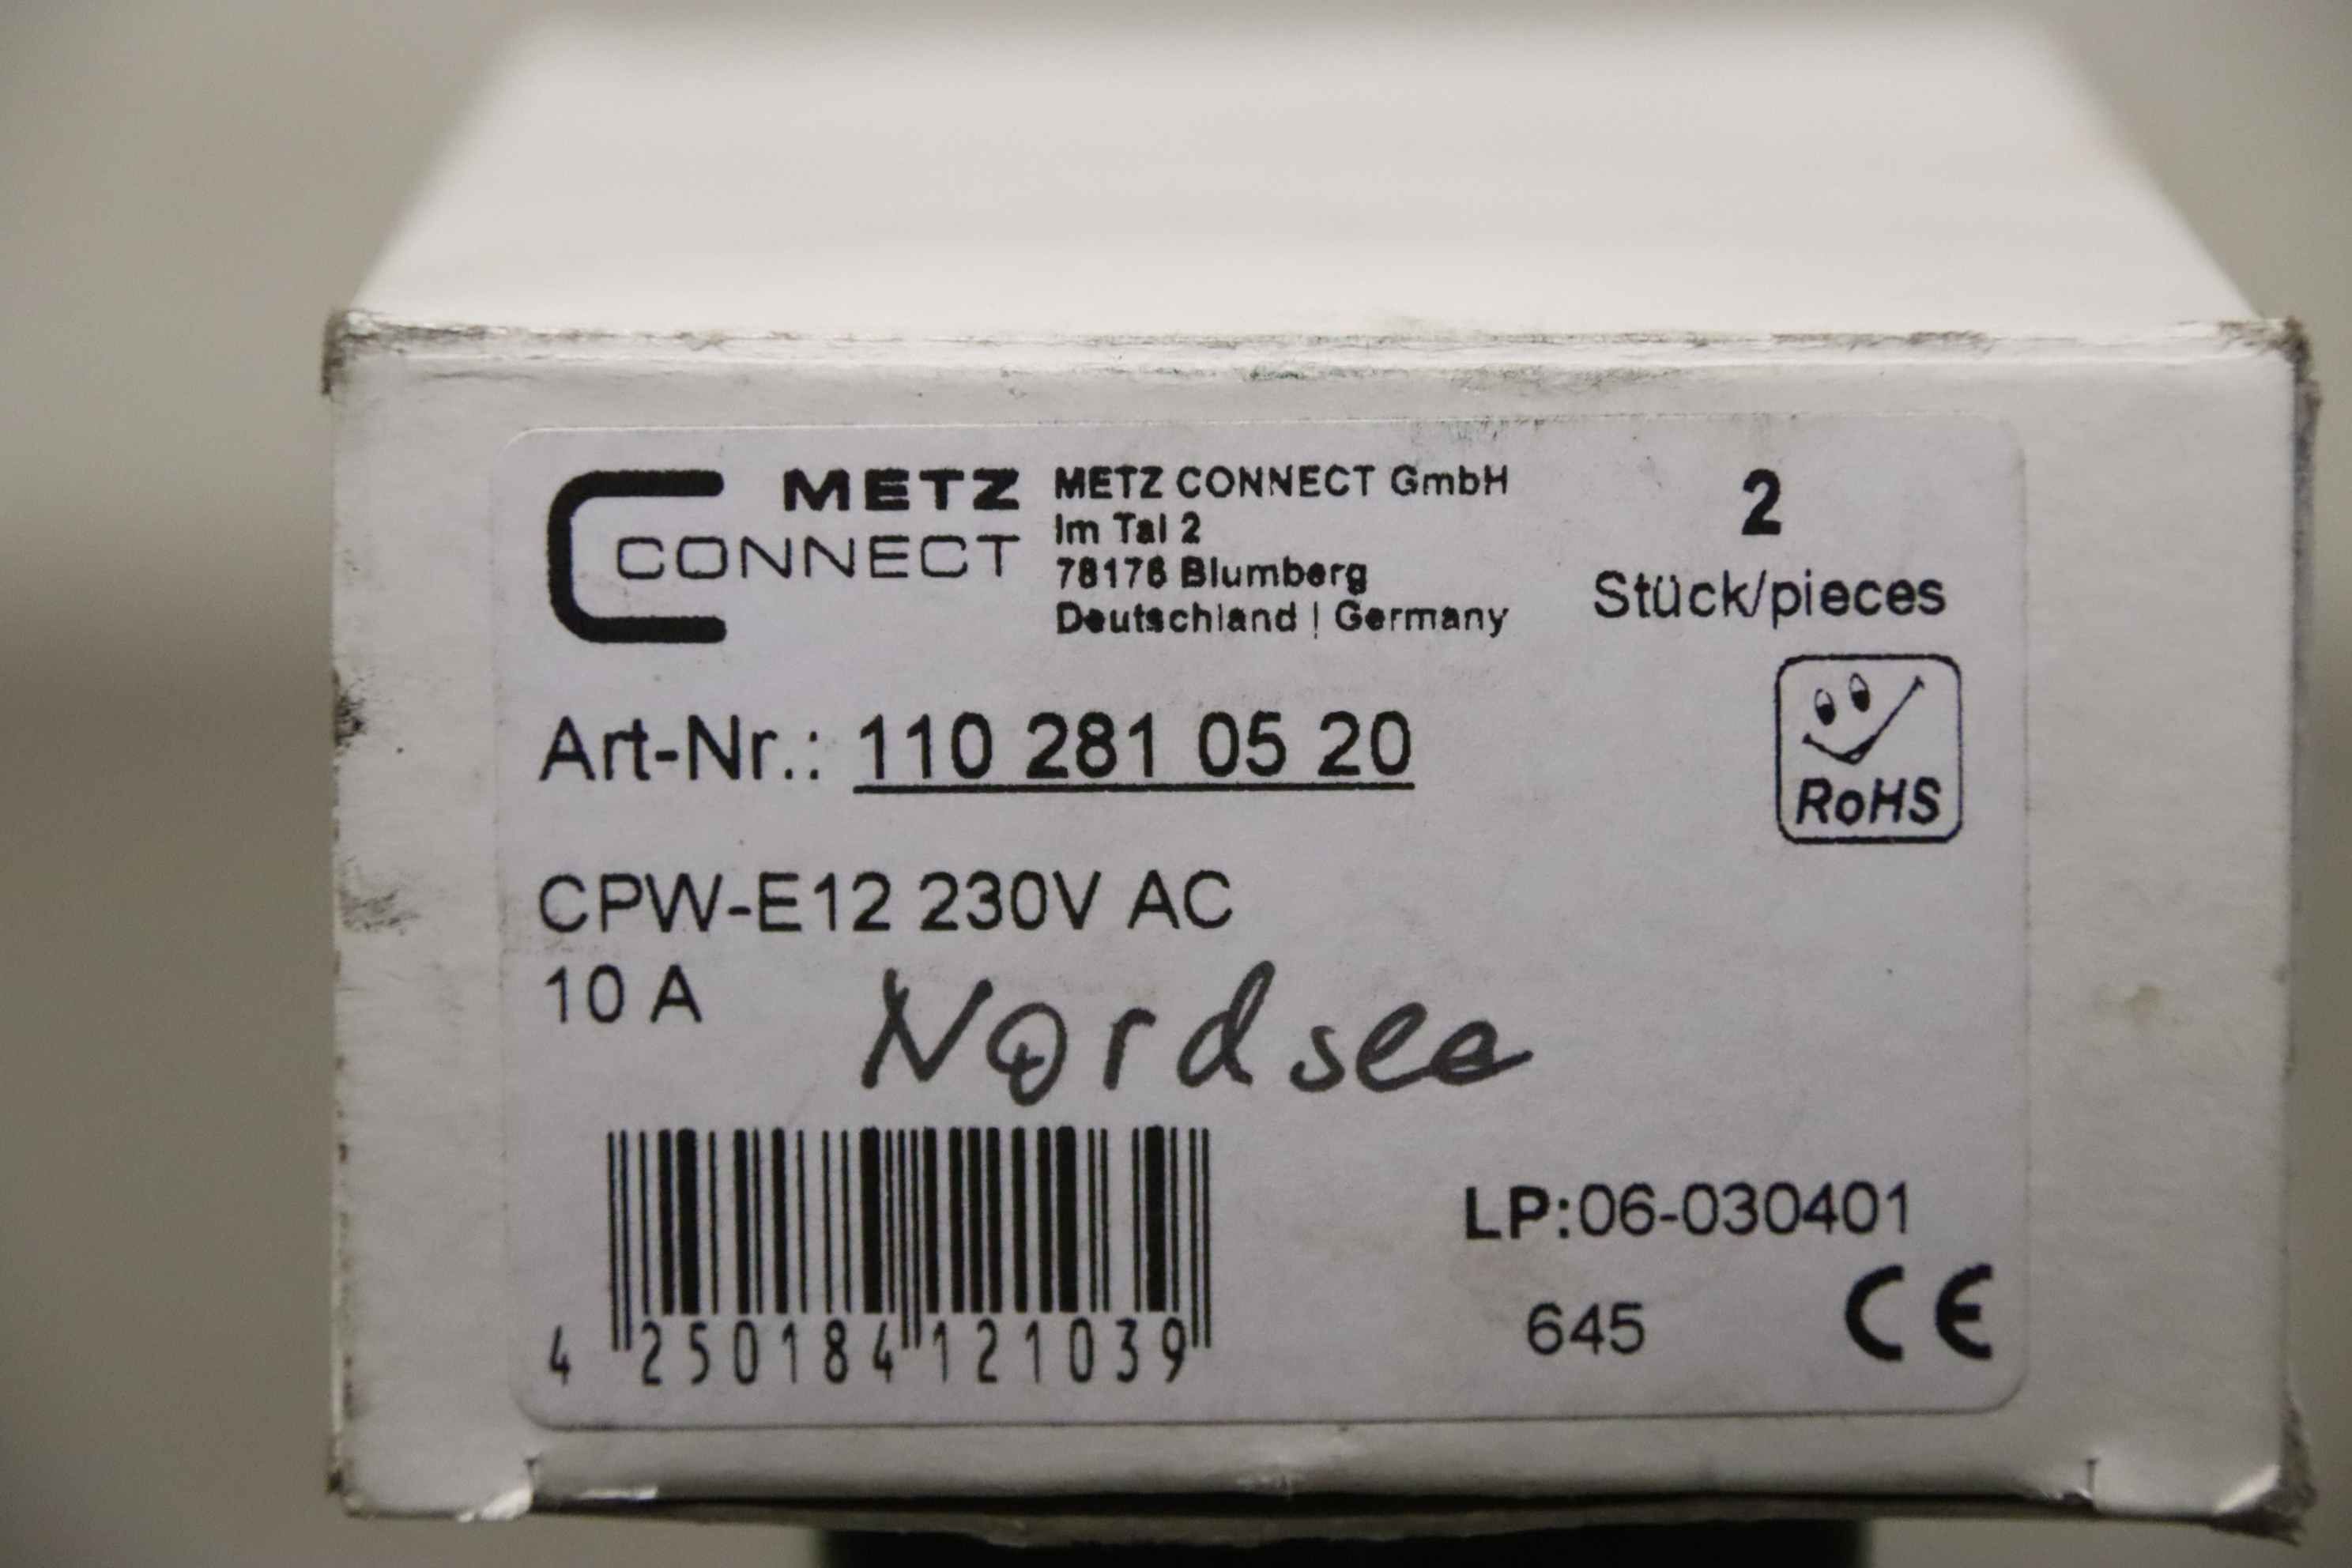 METZ
CONNECT
METZ CONNECT GmbH
Im Tal 2
78176 Blumberg
Deutschland | Germany
2
Stück/pieces
Art-Nr.: 110 281 05 20
RoHS
CPW-E12 230V AC
10 A
Nordsee
LP:06-030401
4 250184 121039
645
CE